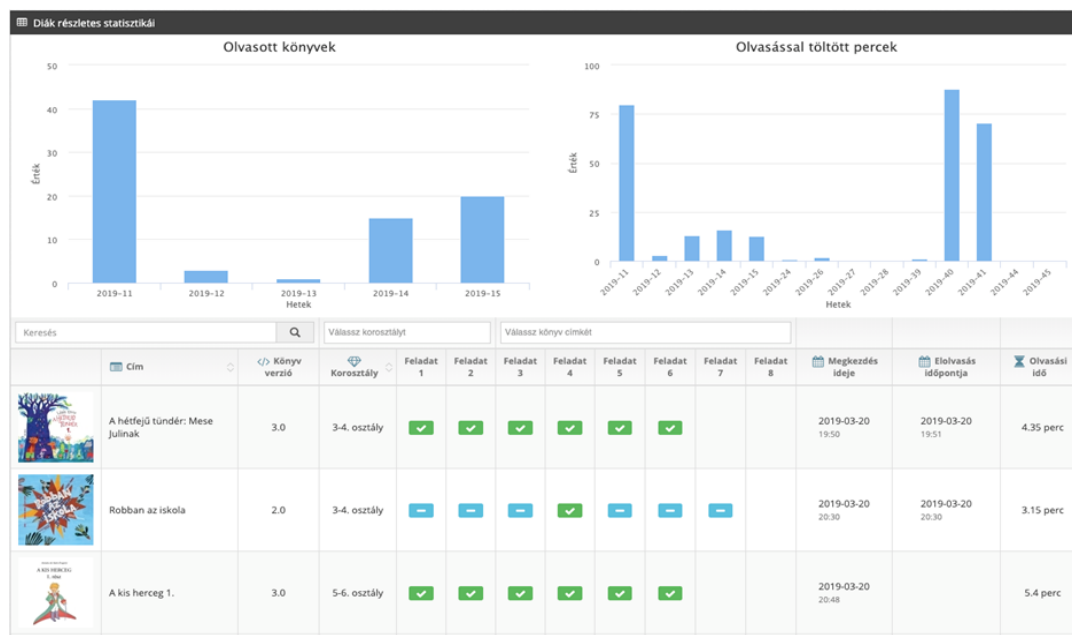 Diák részletes statisztikái
Olvasott könyvek
50
40
30
20
10
0
Érték
2019-11
2019-12
2019-13
2019-14
2019-15
Hetek
Olvasással töltött percek
100
75
50
25
0
Érték
2019-11
2019-12
2019-13
2019-14
2019-15
2019-24
2019-26
2019-27
2019-28
2019-39
2019-40
2019-41
2019-44
2019-45
Hetek
Keresés
Válassz korosztályt
Válassz könyv címkét
Cím
</> Könyv verzió
Korosztály
Feladat 1
Feladat 2
Feladat 3
Feladat 4
Feladat 5
Feladat 6
Feladat 7
Feladat 8
Megkezdés ideje
Elolvasás időpontja
Olvasási idő
A hétfejű tündér: Mese
Julinak
3.0
3-4. osztály
2019-03-20
19:50
2019-03-20
19:51
4.35 perc
ROBBAN
AZ
ISKOLA
Robban az iskola
2.0
3-4. osztály
2019-03-20
20:30
2019-03-20
20:30
3.15 perc
A KIS HERCEG
1. rész
A kis herceg 1.
3.0
5-6. osztály
2019-03-20
20:48
5.4 perc